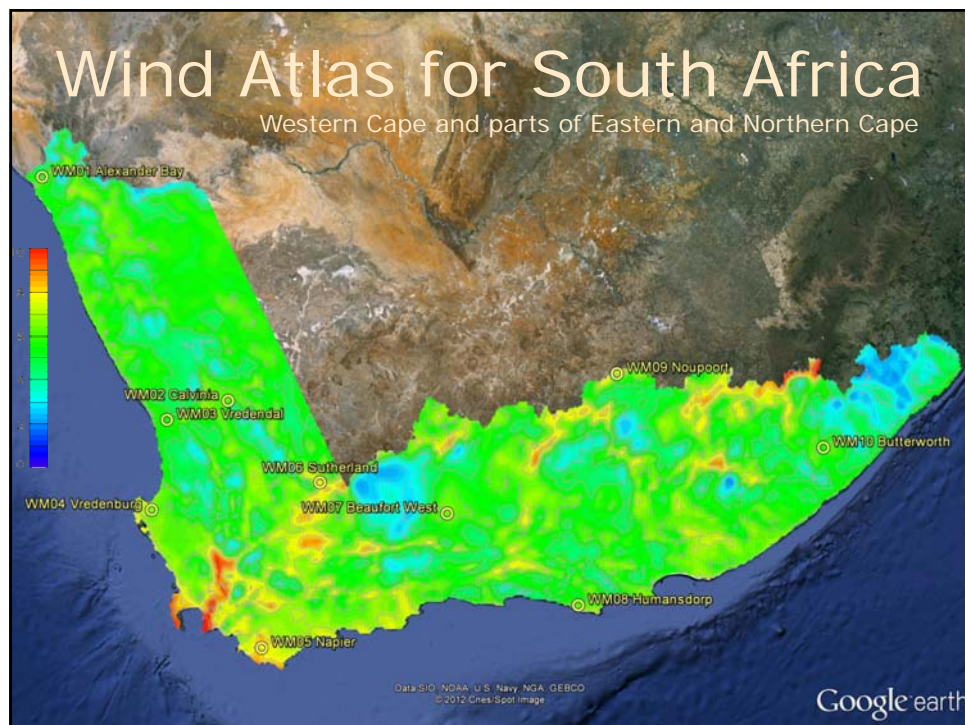 Wind Atlas for South Africa
Western Cape and parts of Eastern and Northern Cape
WM01 Alexander Bay
WM09 Noupoort
WM02 Calvinia
WM03 Vredendal
WM10 Butterworth
WM06 Sutherland
WM04 Vredenburg
WM07 Beaufort West
WM08 Humansdorp
WM05 Napier
Data SIO, NOAA, U.S. Navy, NGA, GEBCO
© 2012 Cnes/Spot Image
Google earth